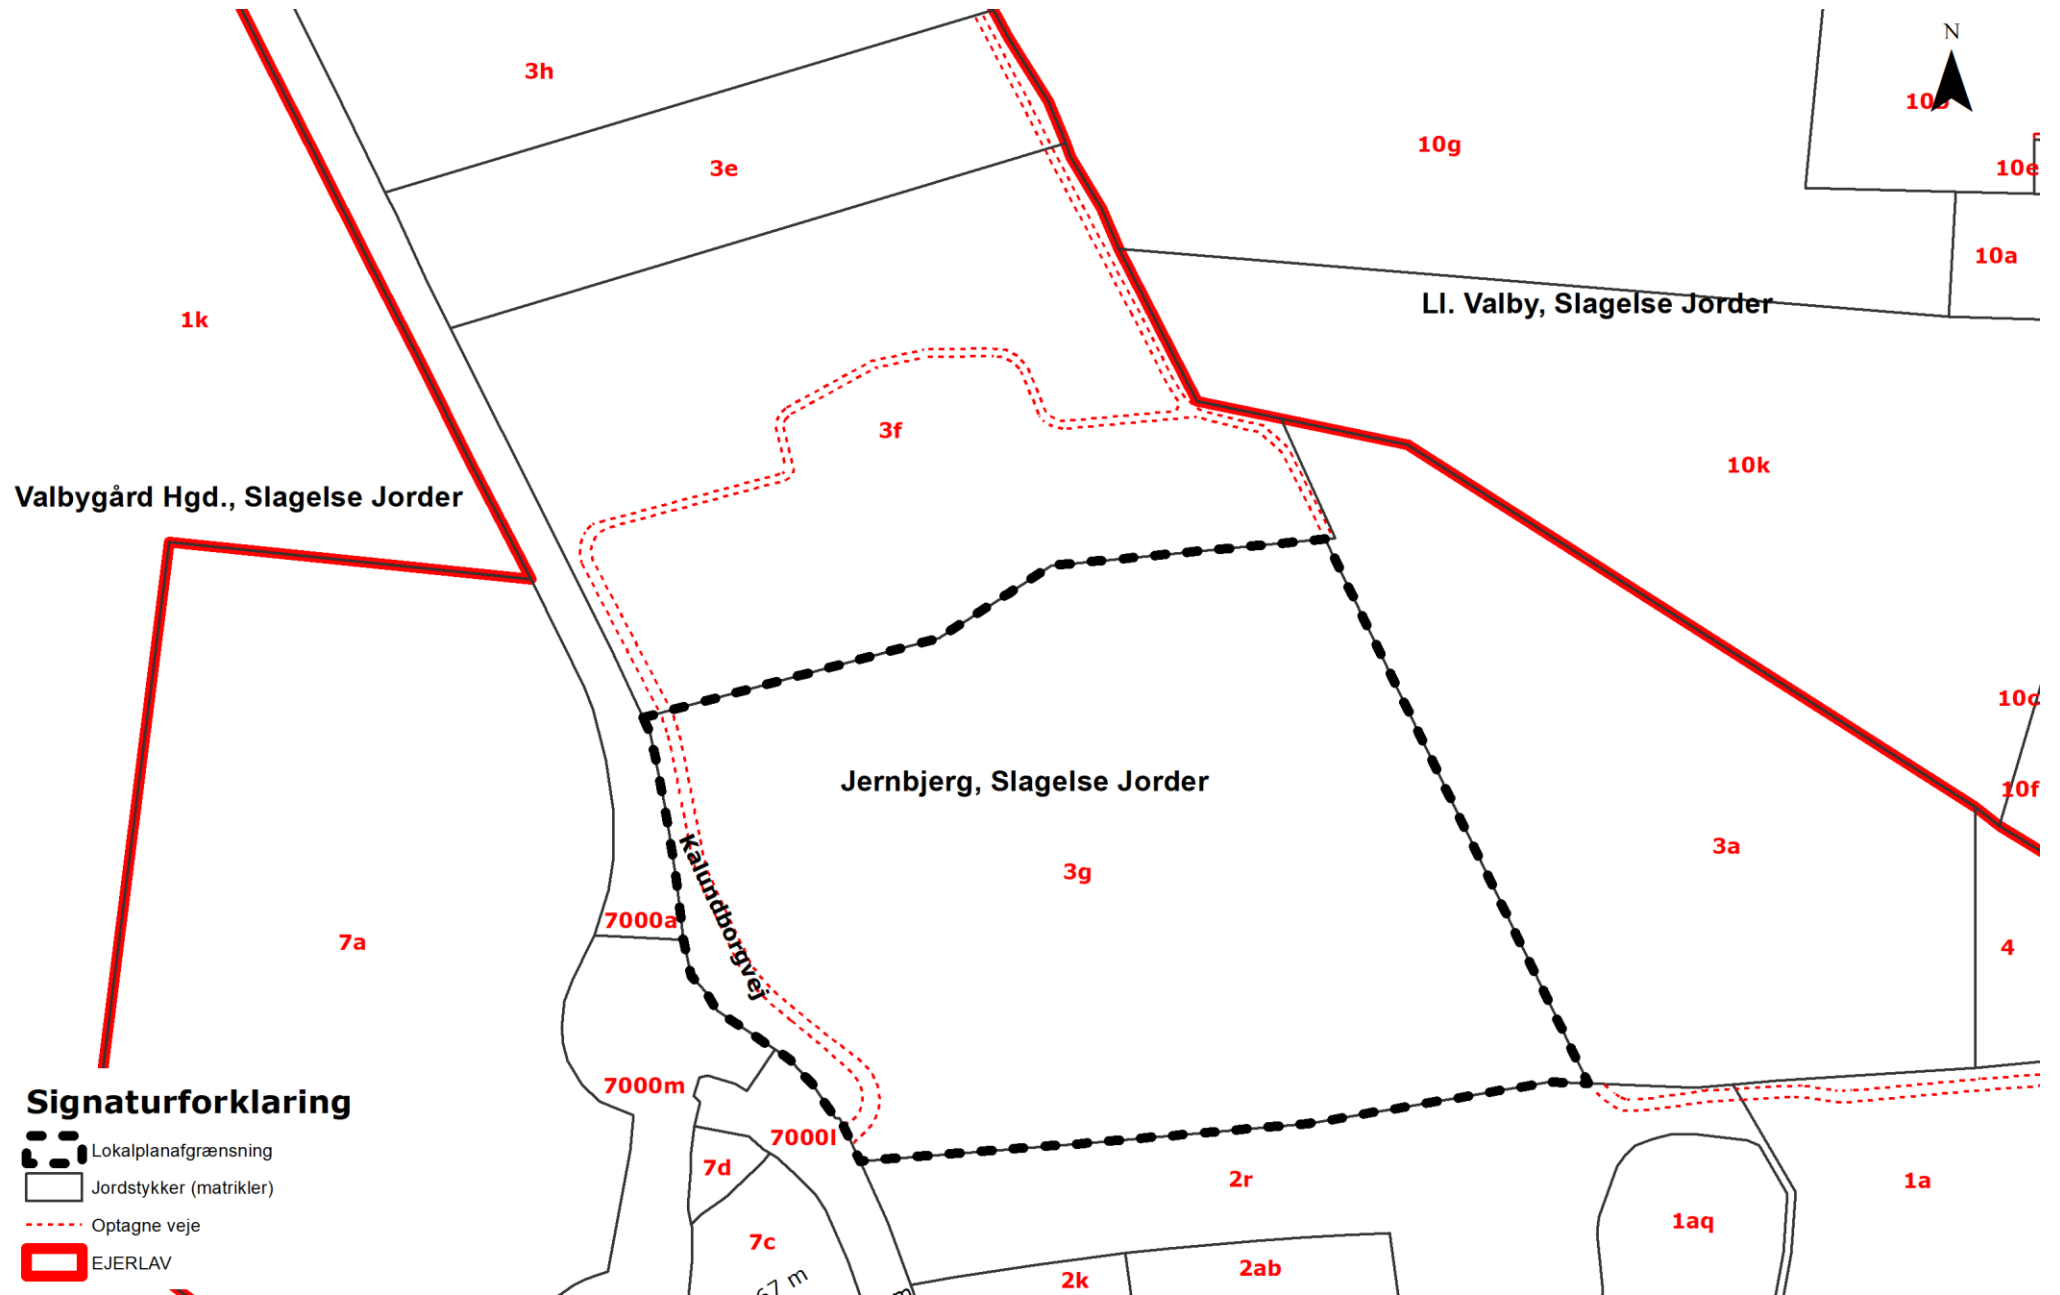 N
3h
10b
10g
3e
10e
10a
Ll. Valby, Slagelse Jorder
1k
3f
10k
Valbygård Hgd., Slagelse Jorder
10c
Jernbjerg, Slagelse Jorder
10f
3a
3g
Kalundborgvej
7000a
7a
4
7000m
7000l
7d
2r
1a
1aq
7c
2ab
2k
67 m
m
Signaturforklaring
Lokalplanafgrænsning
Jordstykker (matrikler)
Optagne veje
EJERLAV